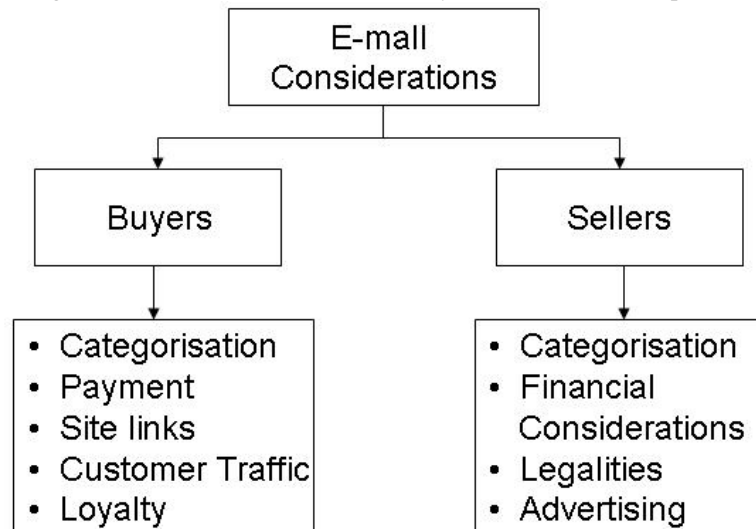 E-mall
Considerations
Buyers
Sellers
• Categorisation
• Payment
• Site links
• Customer Traffic
• Loyalty
• Categorisation
• Financial
Considerations
• Legalities
• Advertising